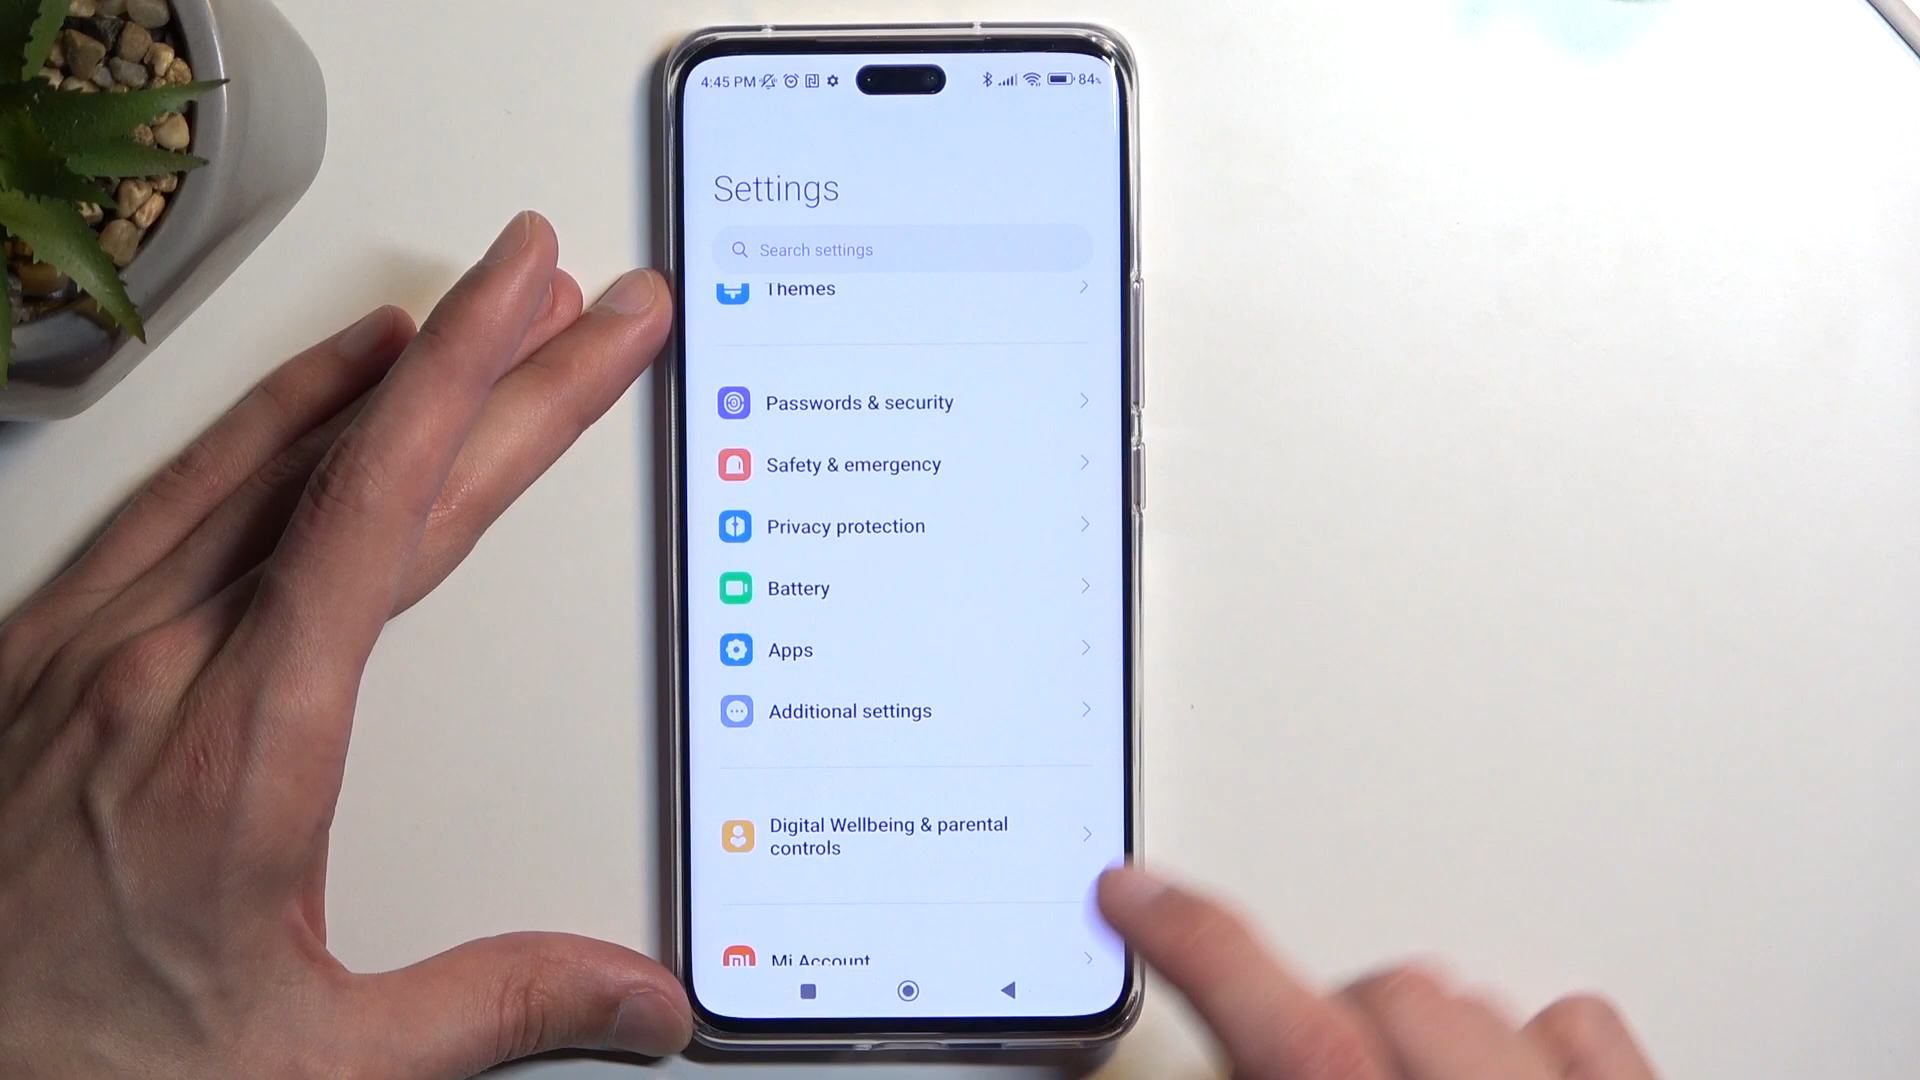 4:45 PM 84%
Settings
Search settings
Themes
Passwords & security
Safety & emergency
Privacy protection
Battery
Apps
Additional settings
Digital Wellbeing & parental
controls
Mi Account